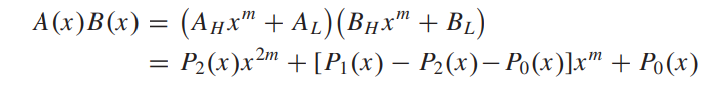 A(x)B(x) = (A_H x^m + A_L)(B_H x^m + B_L)
= P_2(x)x^{2m} + [P_1(x) − P_2(x) − P_0(x)]x^m + P_0(x)